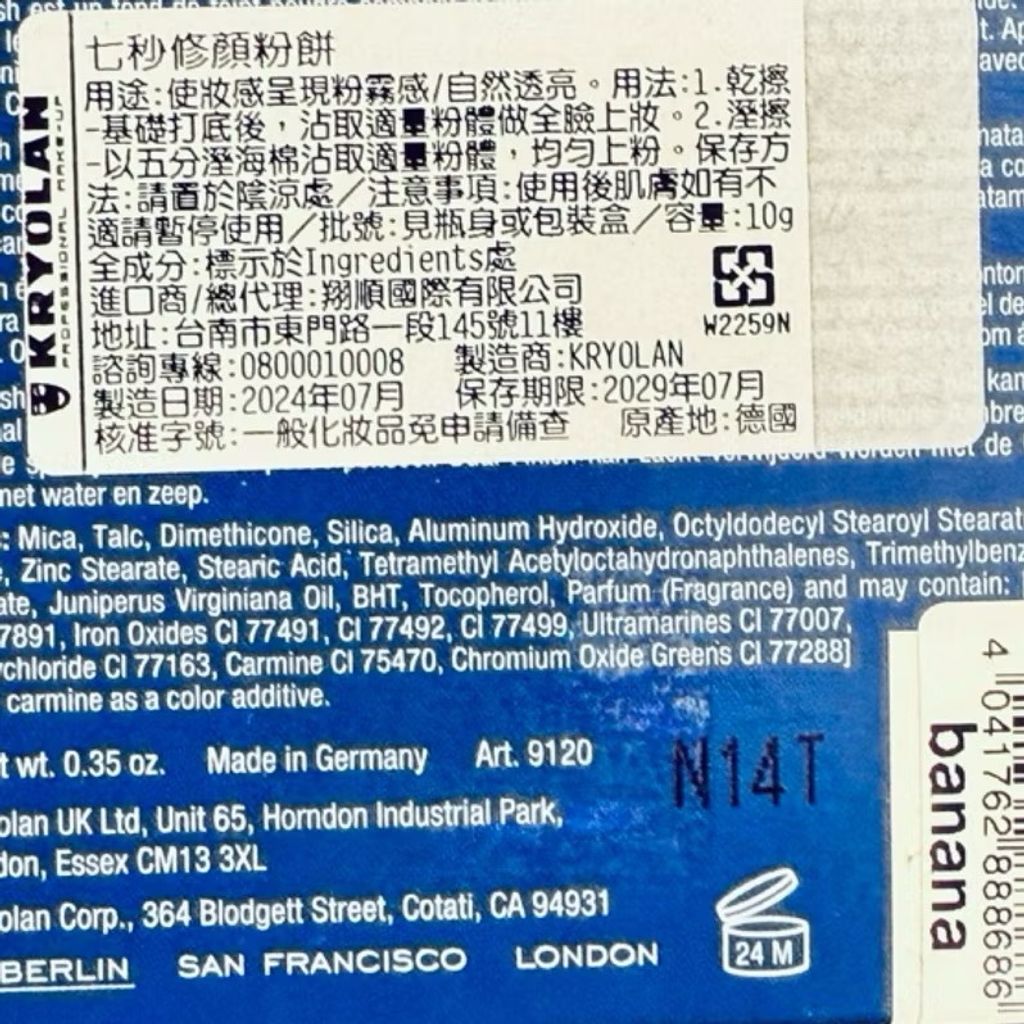 KRYOLAN
PROFESSIONAL MAKE-UP
七秒修顏粉餅
用途:使妝感呈現粉霧感/自然透亮。用法:1.乾擦
-基礎打底後，沾取適量粉體做全臉上妝。2.溼擦
-以五分溼海棉沾取適量粉體，均勻上粉。保存方
法:請置於陰涼處／注意事項:使用後肌膚如有不
適請暫停使用／批號:見瓶身或包裝盒／容量:10g
全成分:標示於Ingredients處
進口商/總代理:翔順國際有限公司
地址:台南市東門路一段145號11樓
W2259N
諮詢專線:0800010008 製造商:KRYOLAN
製造日期:2024年07月 保存期限:2029年07月
核准字號:一般化妝品免申請備查 原產地:德國
met de
net water en zeep.
: Mica, Talc, Dimethicone, Silica, Aluminum Hydroxide, Octyldodecyl Stearoyl Stearat
, Zinc Stearate, Stearic Acid, Tetramethyl Acetyloctahydronaphthalenes, Trimethylbenz
ate, Juniperus Virginiana Oil, BHT, Tocopherol, Parfum (Fragrance) and may contain:
7891, Iron Oxides CI 77491, CI 77492, CI 77499, Ultramarines CI 77007,
ychloride CI 77163, Carmine CI 75470, Chromium Oxide Greens CI 77288]
carmine as a color additive.
t wt. 0.35 oz. Made in Germany Art. 9120
N14T
olan UK Ltd, Unit 65, Horndon Industrial Park,
don, Essex CM13 3XL
olan Corp., 364 Blodgett Street, Cotati, CA 94931
BERLIN SAN FRANCISCO LONDON
24 M
banana
4 041762 888686